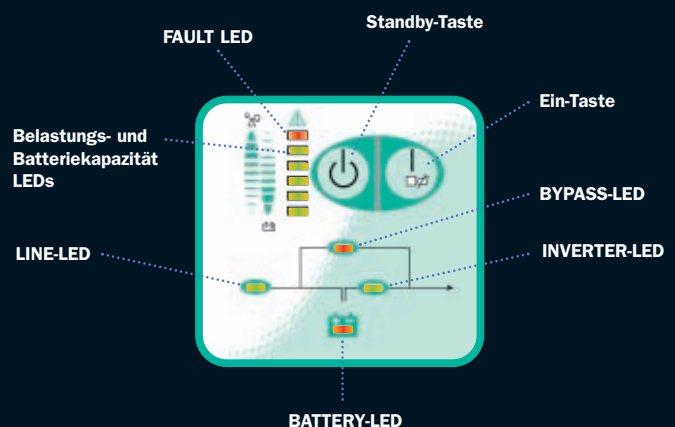 Standby-Taste
FAULT LED
Ein-Taste
Belastungs- und
Batteriekapazität
LEDs
BYPASS-LED
LINE-LED
INVERTER-LED
BATTERY-LED